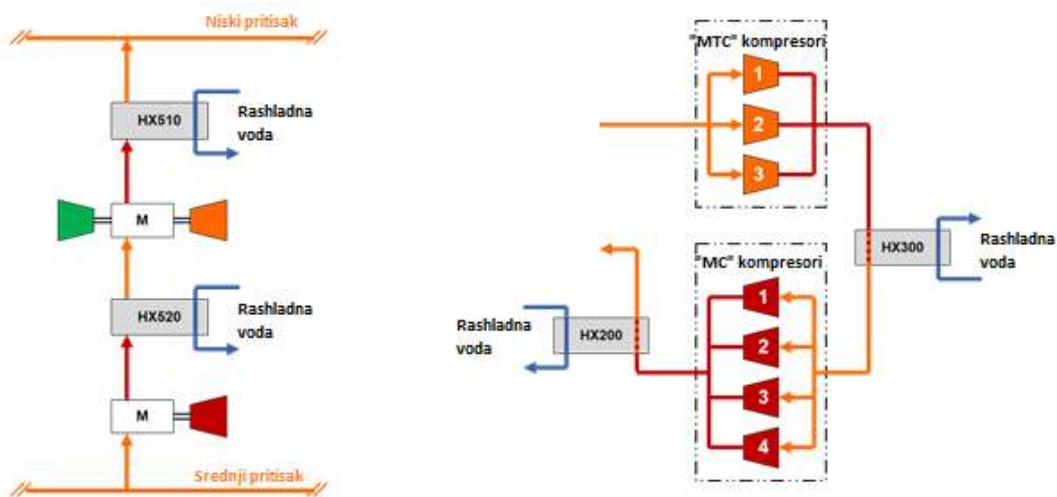 Niski pritisak
HX510
Rashladna
voda
M
HX520
Rashladna
voda
M
Srednji pritisak
"MTC" kompresori
1
2
3
HX300
Rashladna
voda
"MC" kompresori
1
2
3
4
HX200
Rashladna
voda